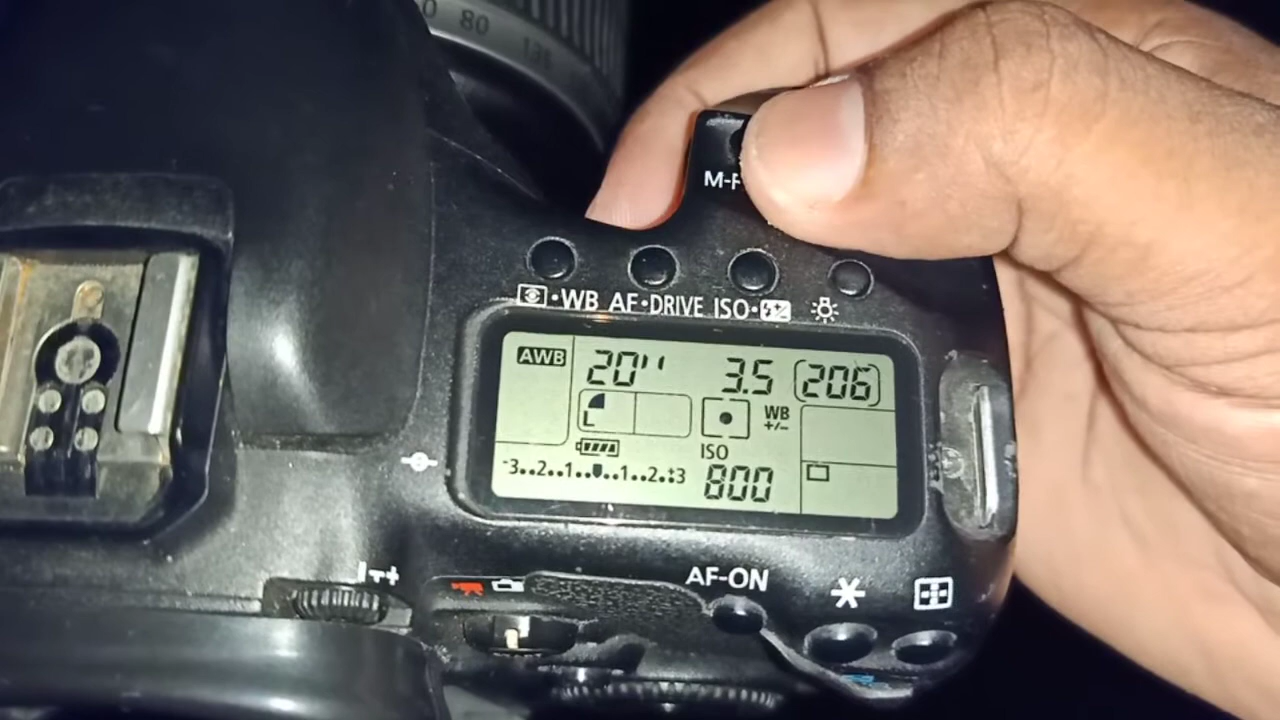 80
M-F
WB AF•DRIVE ISO•
AWB 20" 3.5 (206)
L
WB
+/-
ISO
-3..2..1..0..1..2..+3 800
AF-ON